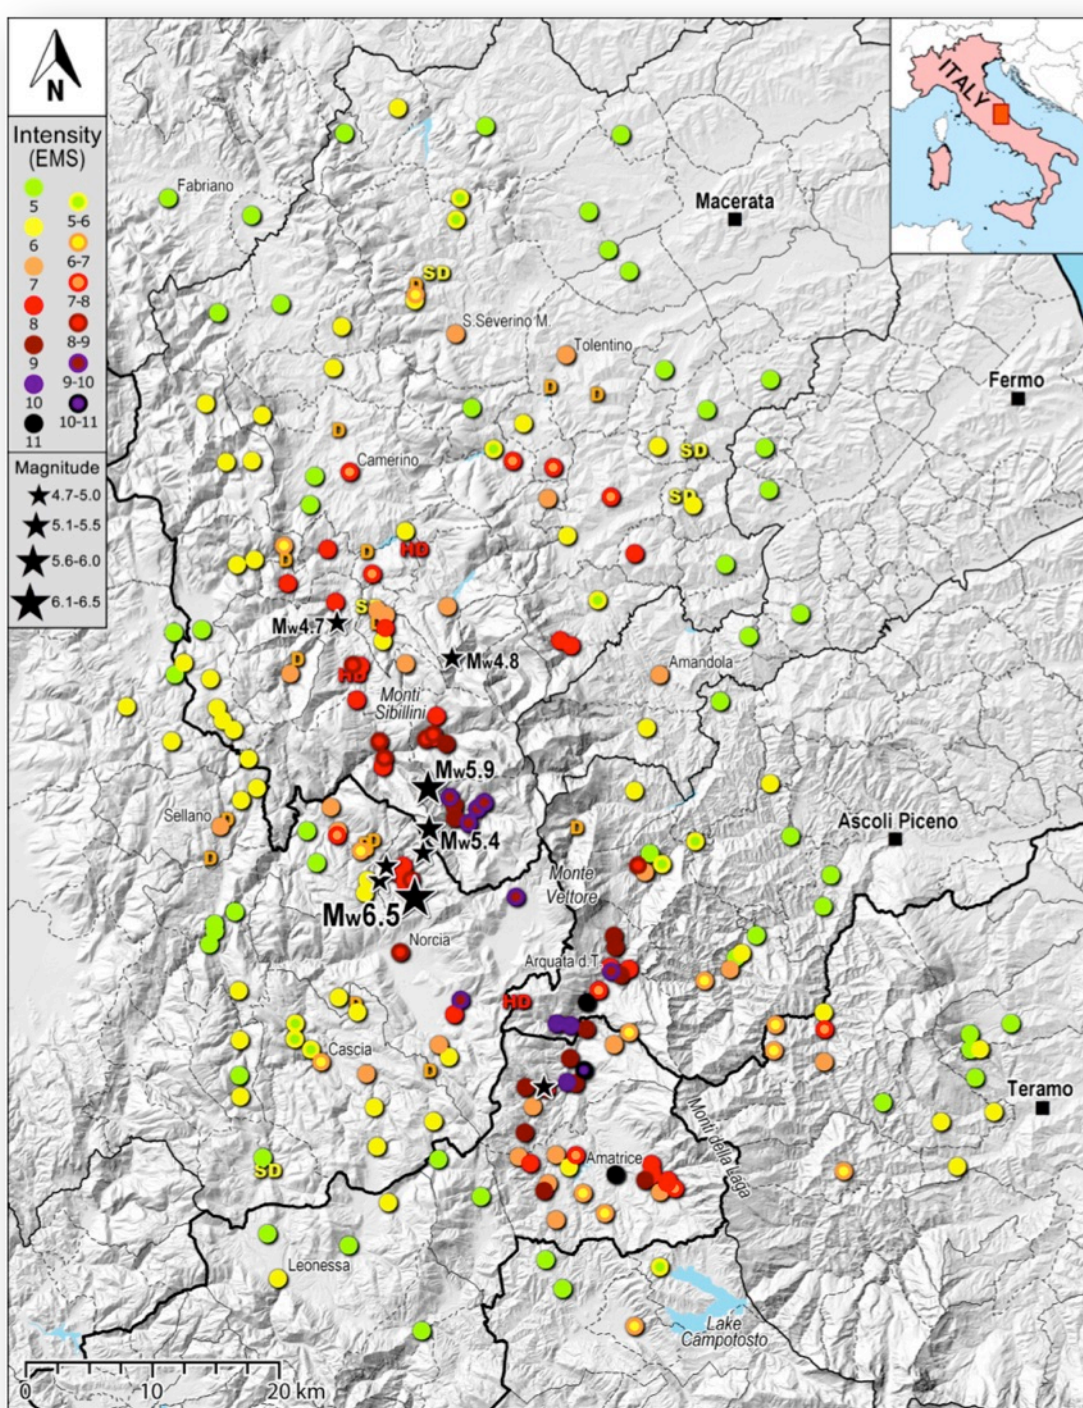 N
ITALY
Intensity
(EMS)
5
5-6
6
6-7
7
7-8
8
8-9
9
9-10
10
10-11
11
Magnitude
4.7-5.0
5.1-5.5
5.6-6.0
6.1-6.5
Fabriano
Macerata
SD
D
S.Severino M.
Tolentino
D
D
Fermo
D
SD
Camerino
SD
D
HD
D
SD
D
Mw4.7
Mw4.8
D
HD
Amandola
Monti
Sibillini
Mw5.9
Sellano
D
D
Ascoli Piceno
D
Mw5.4
D
Monte
Vettore
Mw6.5
Norcia
Arquata d.T.
HD
D
Cascia
D
Teramo
Monti della Laga
Amatrice
SD
Leonessa
Lake
Campotosto
0 10 20 km